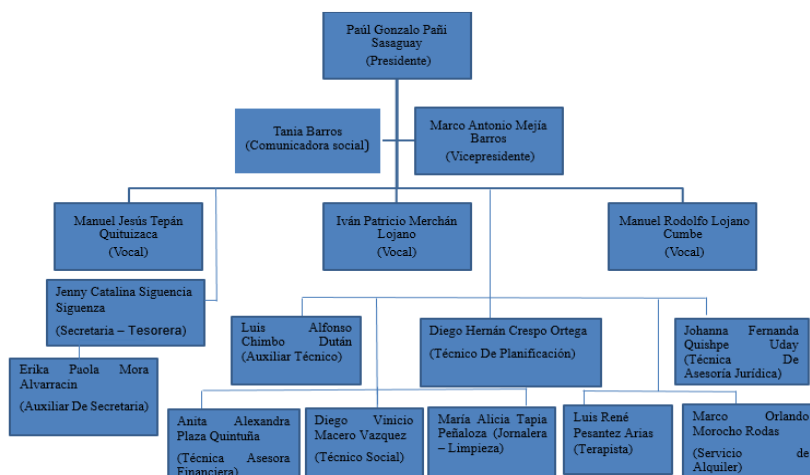 Paúl Gonzalo Pañi
Sasaguay
(Presidente)
Tania Barros
(Comunicadora social)
Marco Antonio Mejía
Barros
(Vicepresidente)
Manuel Jesús Tepán
Quituizaca
(Vocal)
Iván Patricio Merchán
Lojano
(Vocal)
Manuel Rodolfo Lojano
Cumbe
(Vocal)
Jenny Catalina Siguencia
Siguenza
(Secretaria – Tesorera)
Luis Alfonso
Chimbo Dután
(Auxiliar Técnico)
Diego Hernán Crespo Ortega
(Técnico De Planificación)
Johanna Fernanda
Quishpe Uday
(Técnica De
Asesoría Jurídica)
Erika Paola Mora
Alvarracin
(Auxiliar De Secretaria)
Anita Alexandra
Plaza Quintuña
(Técnica Asesora
Financiera)
Diego Vinicio
Macero Vazquez
(Técnico Social)
María Alicia Tapia
Peñaloza (Jornalera
– Limpieza)
Luis René
Pesantez Arias
(Terapista)
Marco Orlando
Morocho Rodas
(Servicio de
Alquiler)